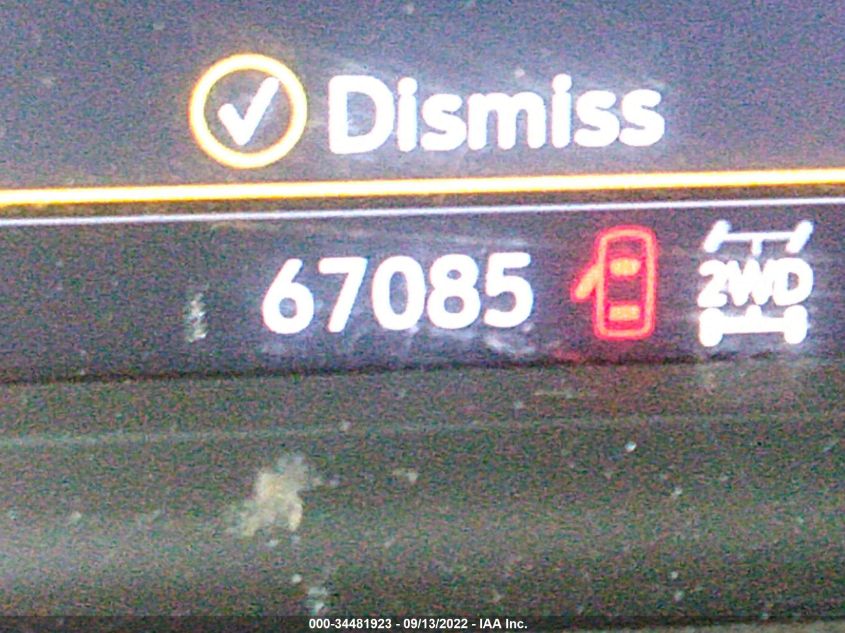 Dismiss
67085
2WD
000-34481923 - 09/13/2022 - IAA Inc.